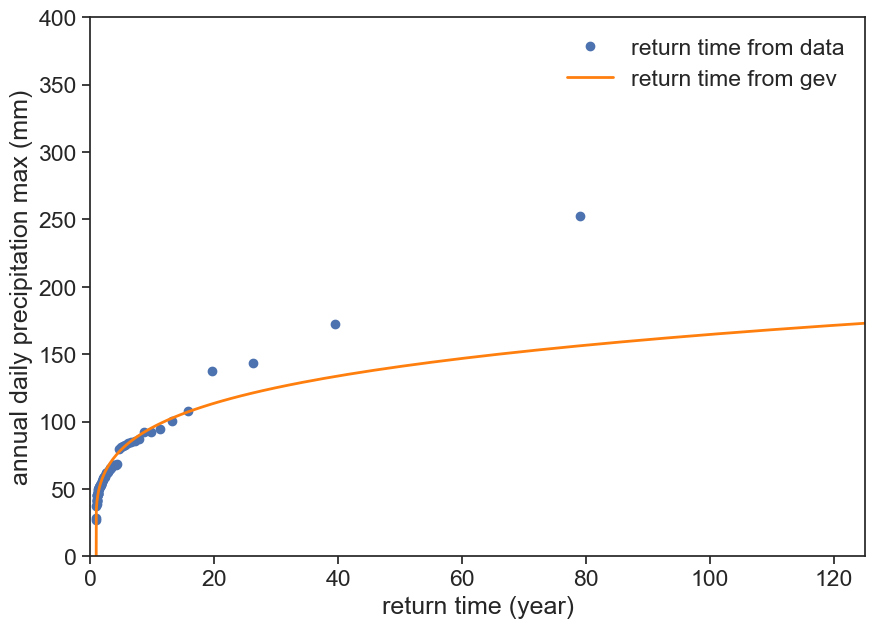 annual daily precipitation max (mm)
400
350
300
250
200
150
100
50
0
return time from data
return time from gev
0 20 40 60 80 100 120
return time (year)